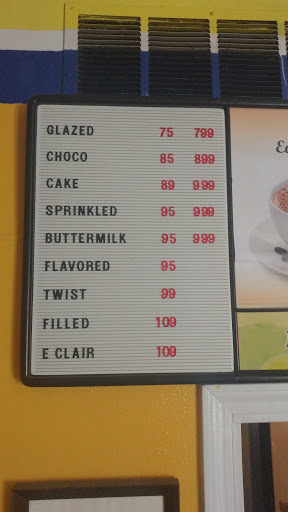 GLAZED 75 799
CHOCO 85 899
CAKE 89 999
SPRINKLED 95 999
BUTTERMILK 95 999
FLAVORED 95
TWIST 99
FILLED 109
E CLAIR 109